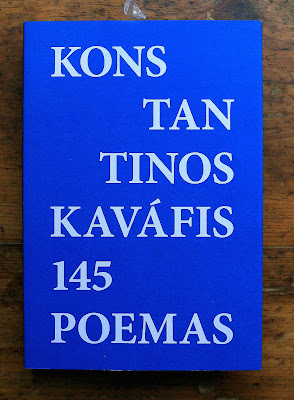 KONS
TAN
TINOS
KAVÁFIS
145
POEMAS